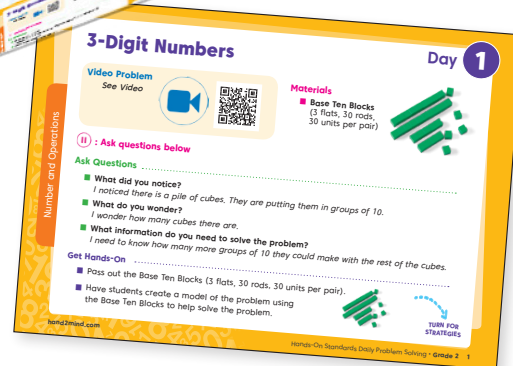 3-Digit Numbers
Day 1
Video Problem
See Video
Materials
■ Base Ten Blocks
(3 flats, 30 rods,
30 units per pair)
Number and Operations
: Ask questions below
Ask Questions
■ What did you notice?
I noticed there is a pile of cubes. They are putting them in groups of 10.
■ What do you wonder?
I wonder how many cubes there are.
■ What information do you need to solve the problem?
I need to know how many more groups of 10 they could make with the rest of the cubes.
Get Hands-On
■ Pass out the Base Ten Blocks (3 flats, 30 rods, 30 units per pair).
■ Have students create a model of the problem using
the Base Ten Blocks to help solve the problem.
TURN FOR
STRATEGIES
hand2mind.com
Hands-On Standards Daily Problem Solving • Grade 2 1